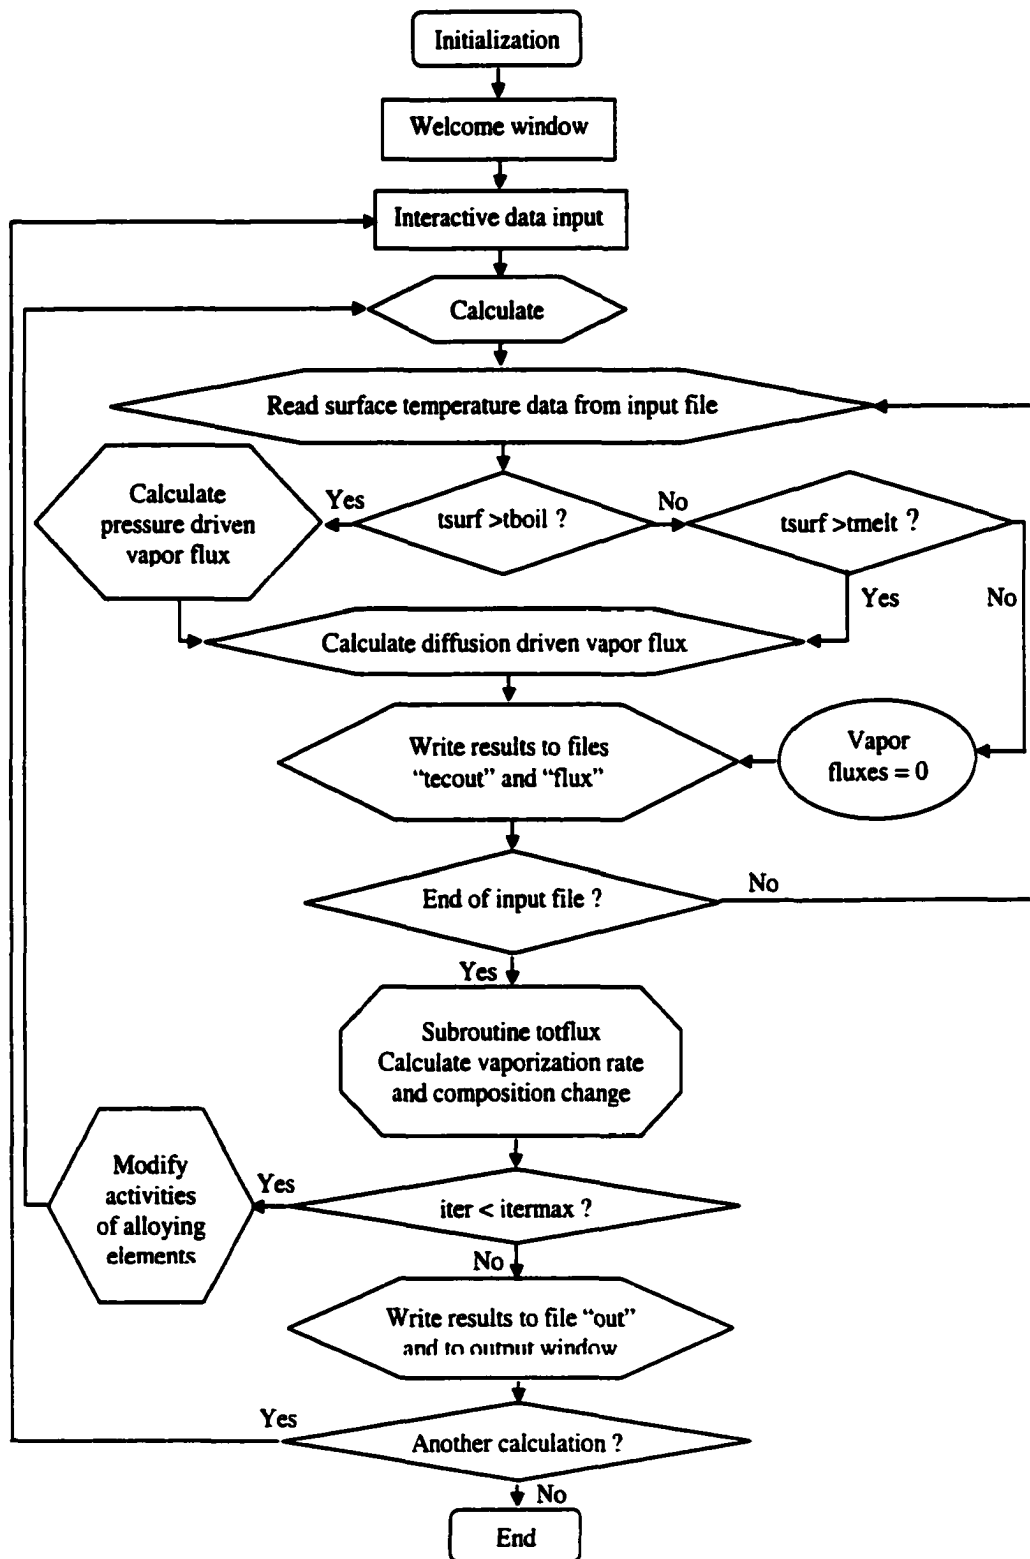 Initialization
Welcome window
Interactive data input
Calculate
Read surface temperature data from input file
Calculate
pressure driven
vapor flux
Yes
tsurf >tboil ?
No
tsurf >tmelt ?
Yes
No
Calculate diffusion driven vapor flux
Write results to files
"tecout" and "flux"
Vapor
fluxes = 0
End of input file ?
No
Yes
Subroutine totflux
Calculate vaporization rate
and composition change
Modify
activities
of alloying
elements
Yes
iter < itermax ?
No
Write results to file "out"
and to output window
Yes
Another calculation ?
No
End